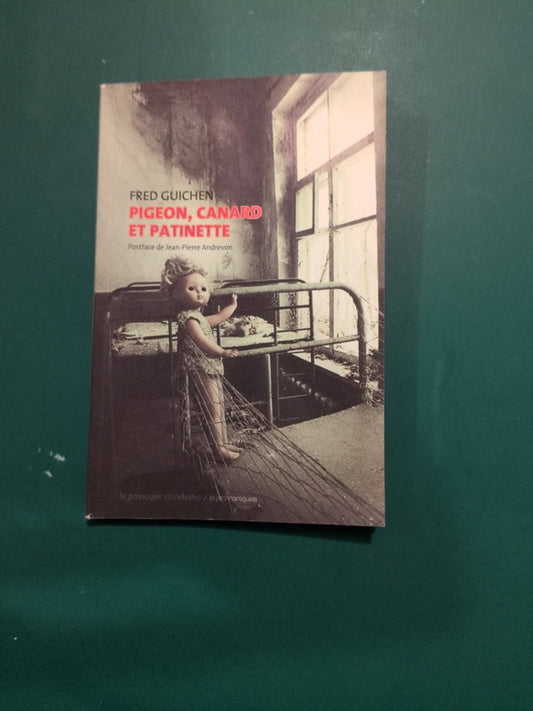 FRED GUICHEN
PIGEON, CANARD
ET PATINETTE
Postface de Jean-Pierre Andrevon
le passager clandestin / dyschroniques